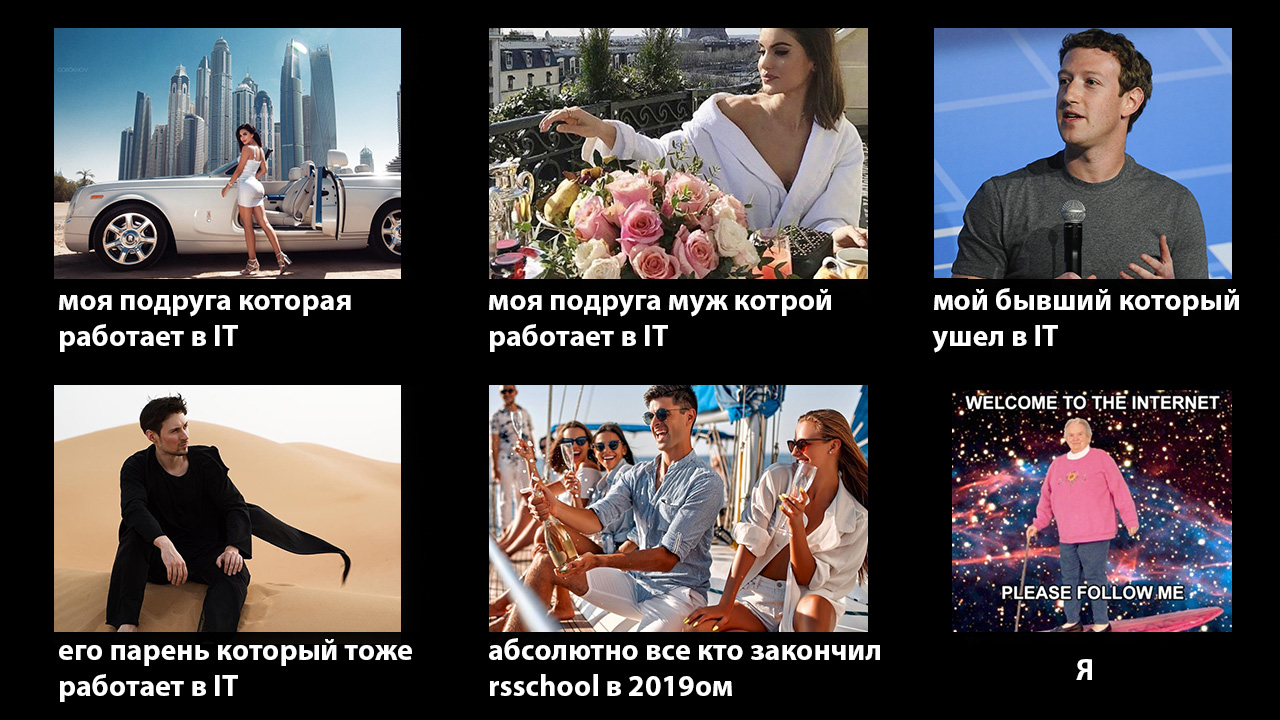 моя подруга которая
работает в IT
моя подруга муж котрой
работает в IT
мой бывший который
ушел в IT
WELCOME TO THE INTERNET
PLEASE FOLLOW ME
его парень который тоже
работает в IT
абсолютно все кто закончил
rsschool в 2019ом
Я